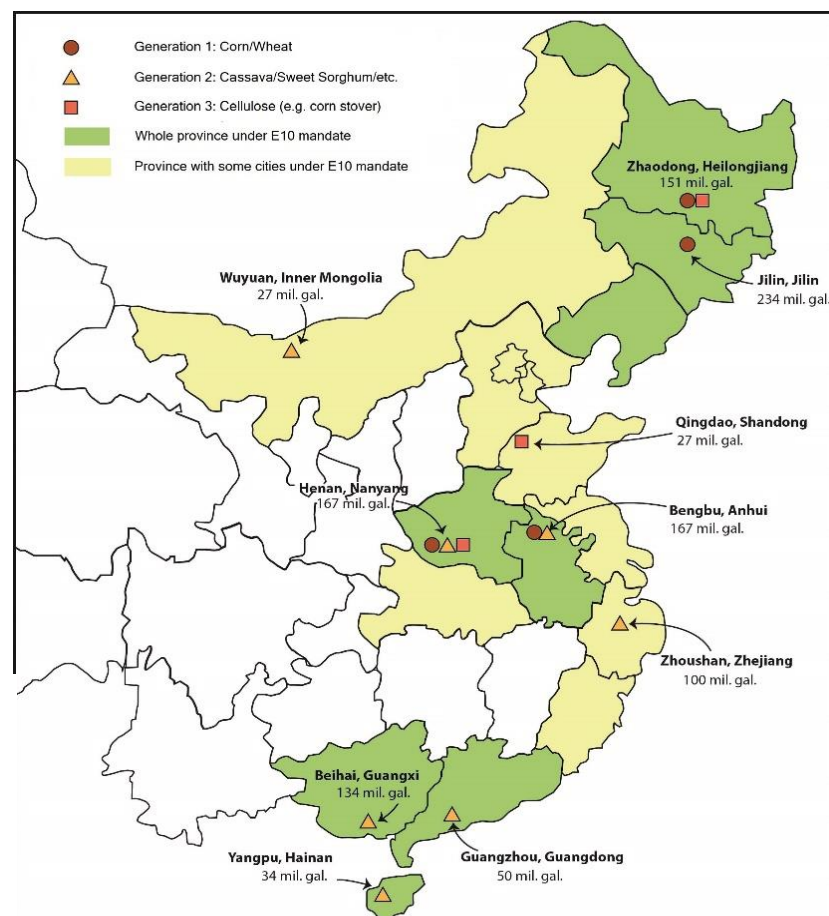 Generation 1: Corn/Wheat
Generation 2: Cassava/Sweet Sorghum/etc.
Generation 3: Cellulose (e.g. corn stover)
Whole province under E10 mandate
Province with some cities under E10 mandate
Zhaodong, Heilongjiang
151 mil. gal.
Wuyuan, Inner Mongolia
27 mil. gal.
Jilin, Jilin
234 mil. gal.
Qingdao, Shandong
27 mil. gal.
Henan, Nanyang
167 mil. gal.
Bengbu, Anhui
167 mil. gal.
Zhoushan, Zhejiang
100 mil. gal.
Beihai, Guangxi
134 mil. gal.
Yangpu, Hainan
34 mil. gal.
Guangzhou, Guangdong
50 mil. gal.